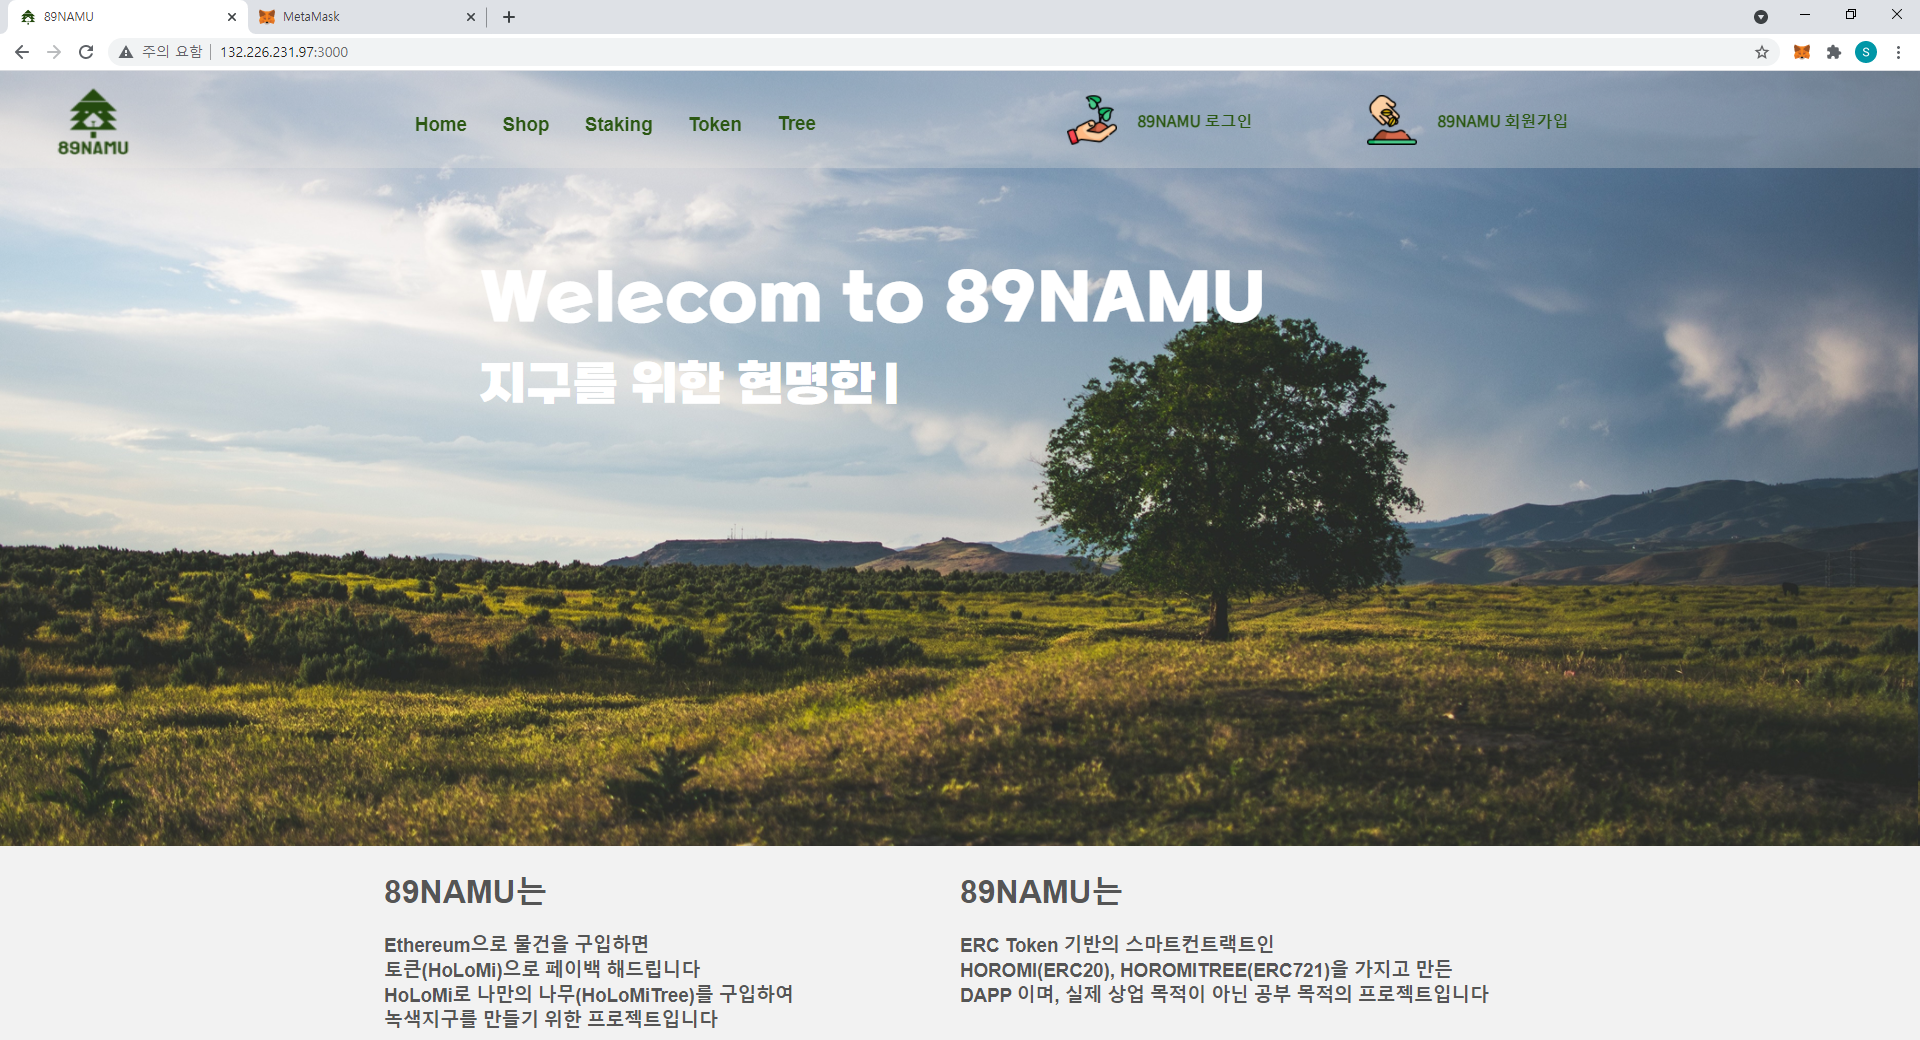 89NAMU
MetaMask
주의 요함
132.226.231.97:3000
S
89NAMU
Home
Shop
Staking
Token
Tree
89NAMU 로그인
89NAMU 회원가입
Welecom to 89NAMU
지구를 위한 현명한|
89NAMU는
Ethereum으로 물건을 구입하면
토큰(HoLoMi)으로 페이백 해드립니다
HoLoMi로 나만의 나무(HoLoMiTree)를 구입하여
녹색지구를 만들기 위한 프로젝트입니다
89NAMU는
ERC Token 기반의 스마트컨트랙트인
HOROMI(ERC20), HOROMITREE(ERC721)을 가지고 만든
DAPP 이며, 실제 상업 목적이 아닌 공부 목적의 프로젝트입니다